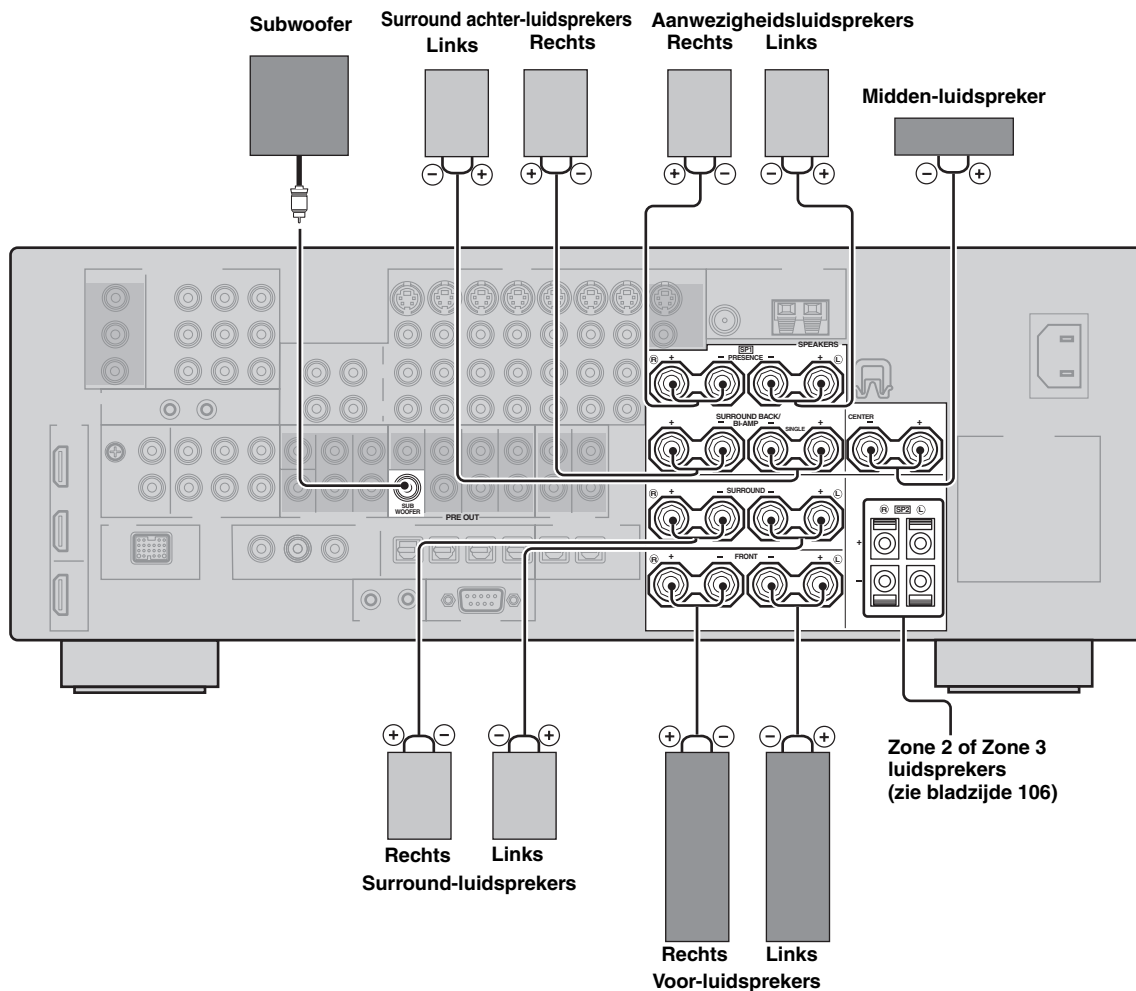 Subwoofer
Surround achter-luidsprekers
Links Rechts
Aanwezigheidsluidsprekers
Rechts Links
Midden-luidspreker
− + + − + − − + − +
SP1 SPEAKERS
R + − PRESENCE − + L
SURROUND BACK/
BI-AMP
+ − − SINGLE +
CENTER
− +
R + − SURROUND − + L
SUB
WOOFER
PRE OUT
R SP2 L
+
−
R + − FRONT − + L
+ − − + + − − +
Rechts Links
Surround-luidsprekers
Rechts Links
Voor-luidsprekers
Zone 2 of Zone 3
luidsprekers
(zie bladzijde 106)